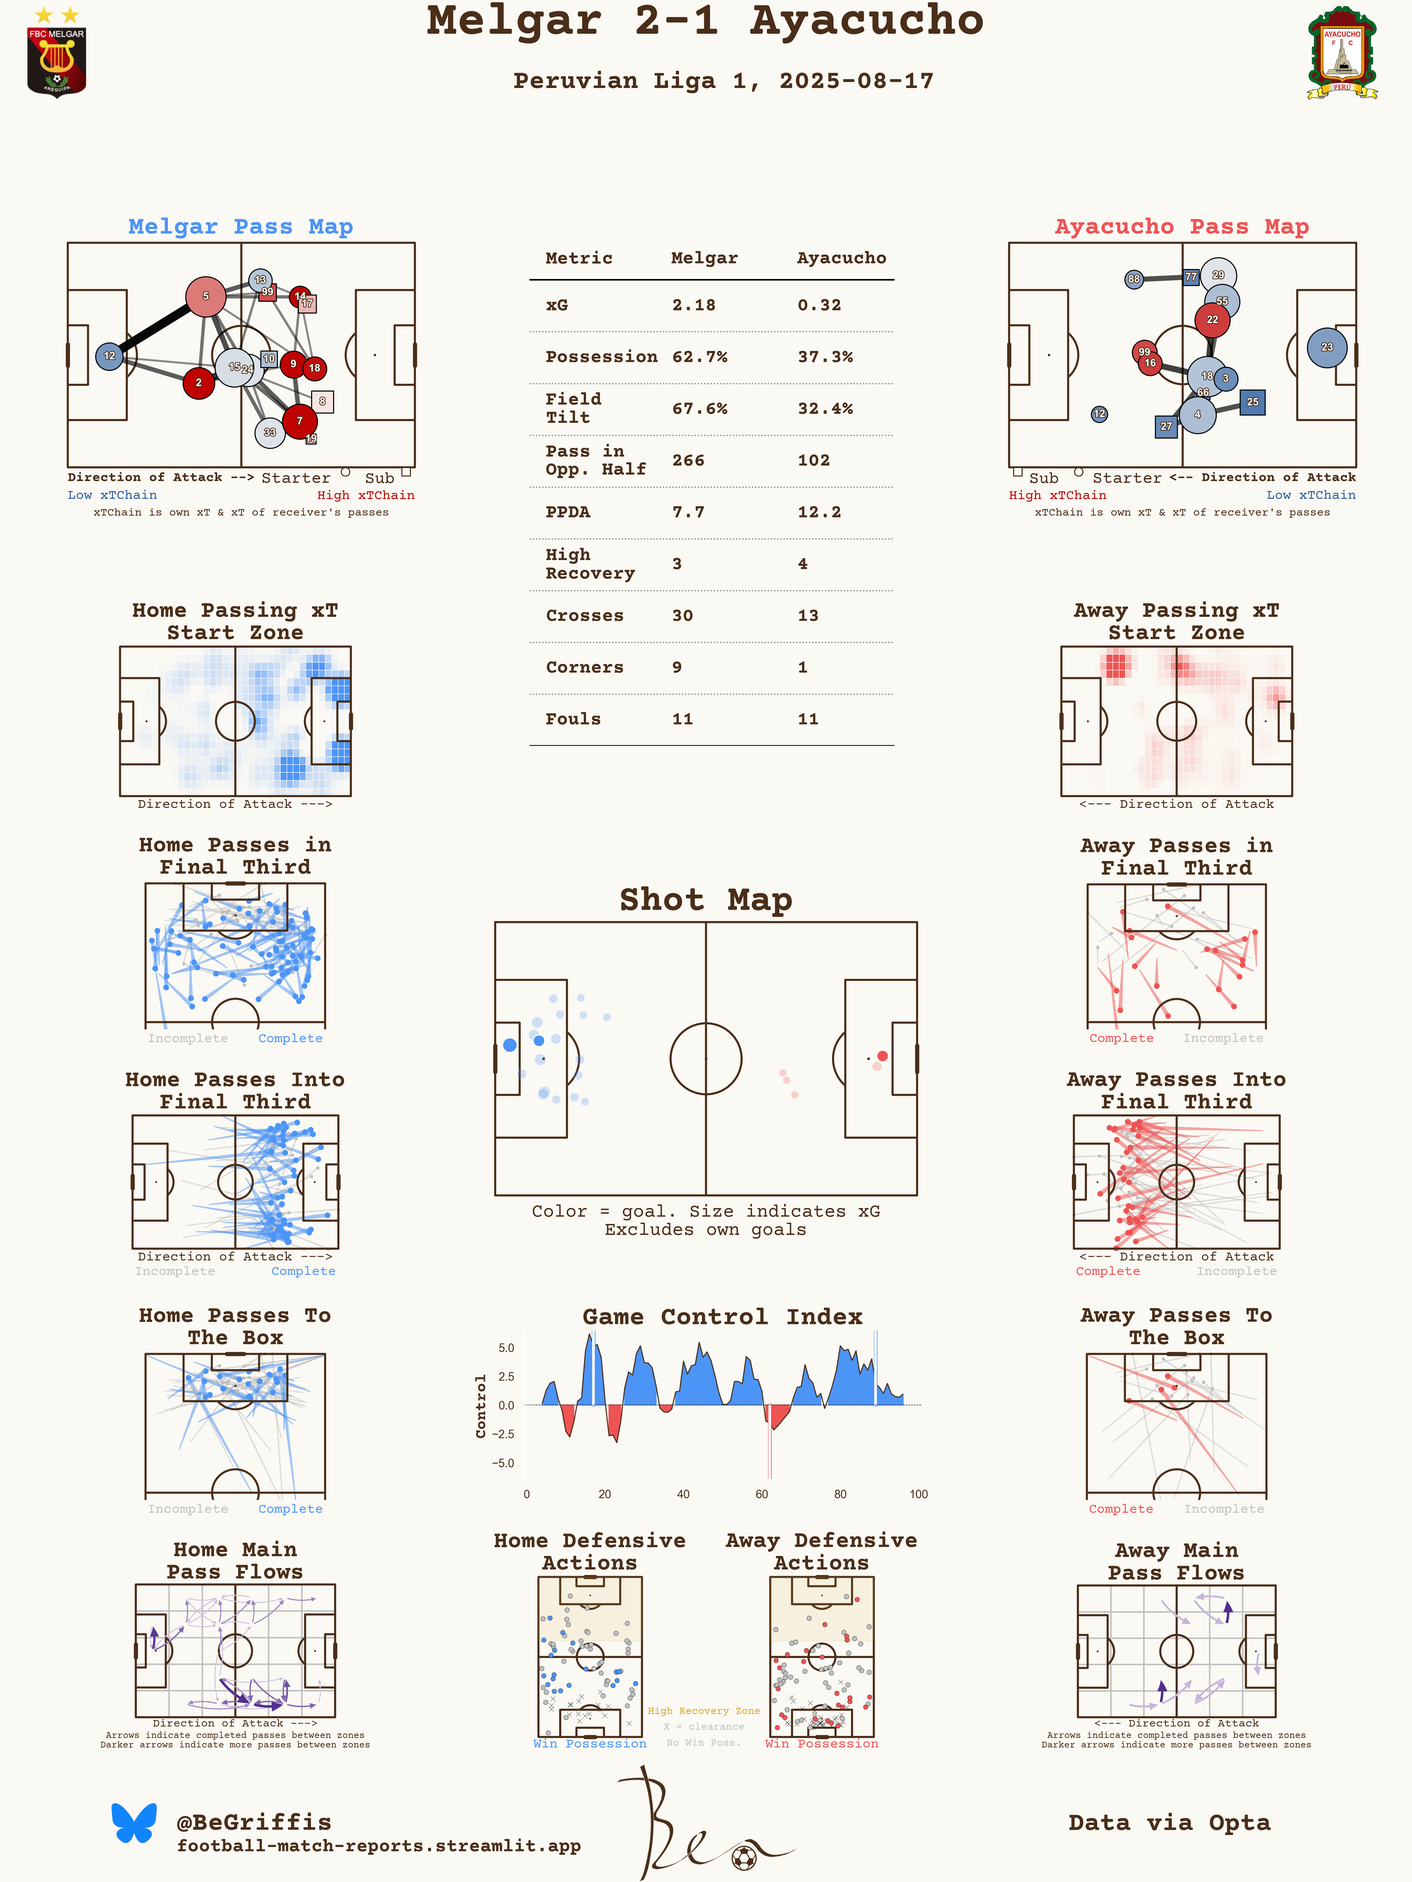 Melgar 2-1 Ayacucho
Peruvian Liga 1, 2025-08-17
FBC MELGAR
AREQUIPA
AYACUCHO
F C
PERÚ
Melgar Pass Map
5
13
99
14
17
12
15
24
10
9
18
2
8
7
33
19
Direction of Attack --> Starter Sub
Low xTChain High xTChain
xTChain is own xT & xT of receiver's passes
Metric Melgar Ayacucho
xG 2.18 0.32
Possession 62.7% 37.3%
Field
Tilt 67.6% 32.4%
Pass in
Opp. Half 266 102
PPDA 7.7 12.2
High
Recovery 3 4
Crosses 30 13
Corners 9 1
Fouls 11 11
Ayacucho Pass Map
88
77
29
55
22
99
16
23
18
3
66
25
12
27
4
Sub Starter <-- Direction of Attack
High xTChain Low xTChain
xTChain is own xT & xT of receiver's passes
Home Passing xT
Start Zone
Direction of Attack --->
Away Passing xT
Start Zone
<--- Direction of Attack
Home Passes in
Final Third
Incomplete Complete
Away Passes in
Final Third
Complete Incomplete
Shot Map
Color = goal. Size indicates xG
Excludes own goals
Home Passes Into
Final Third
Direction of Attack --->
Incomplete Complete
Away Passes Into
Final Third
<--- Direction of Attack
Complete Incomplete
Home Passes To
The Box
Incomplete Complete
Game Control Index
Control
5.0
2.5
0.0
−2.5
−5.0
0 20 40 60 80 100
Away Passes To
The Box
Complete Incomplete
Home Main
Pass Flows
Direction of Attack --->
Arrows indicate completed passes between zones
Darker arrows indicate more passes between zones
Home Defensive
Actions
Win Possession
High Recovery Zone
X = clearance
No Win Poss.
Away Defensive
Actions
Win Possession
Away Main
Pass Flows
<--- Direction of Attack
Arrows indicate completed passes between zones
Darker arrows indicate more passes between zones
@BeGriffis
football-match-reports.streamlit.app
Ben
Data via Opta